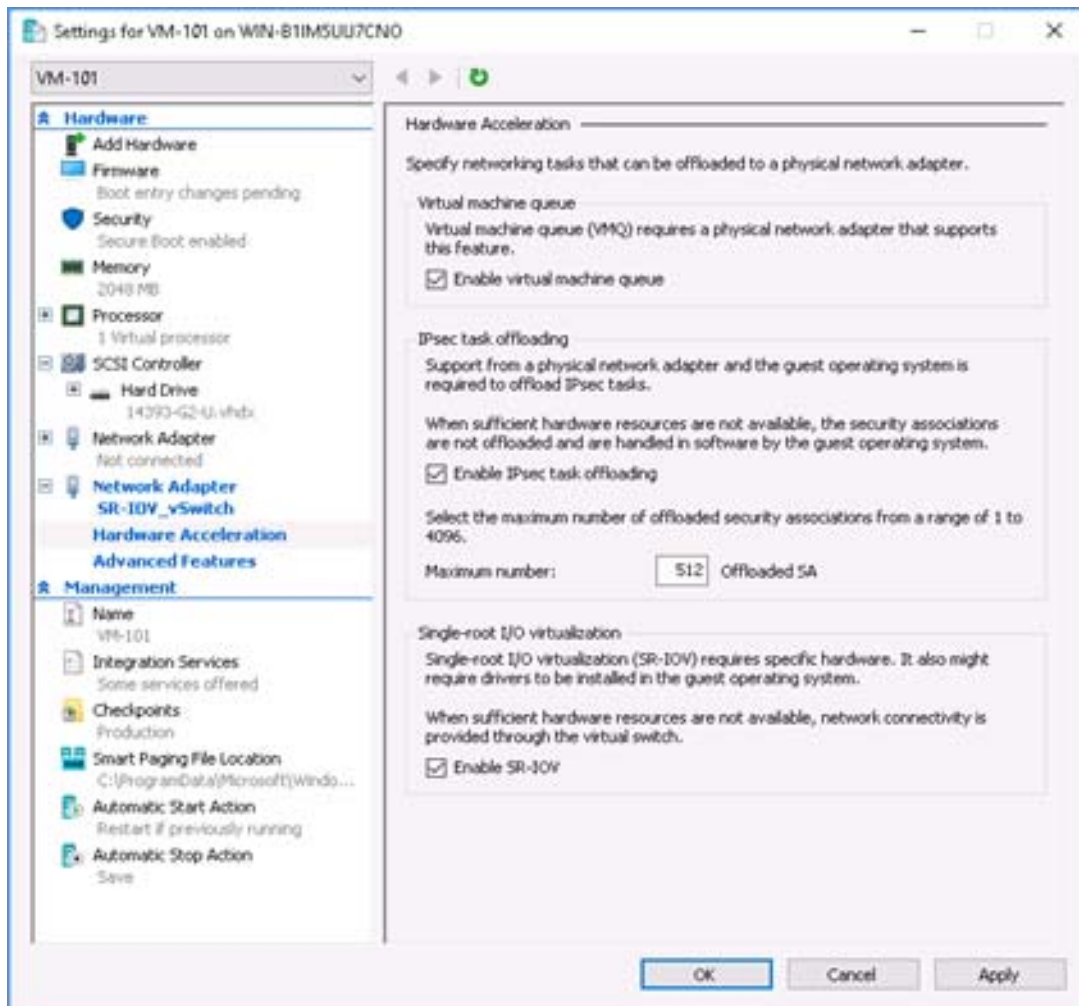 Settings for VM-101 on WIN-B1IM5UU7CNO
VM-101
Hardware
Add Hardware
Firmware
Boot entry changes pending
Security
Secure Boot enabled
Memory
2048 MB
Processor
1 Virtual processor
SCSI Controller
Hard Drive
14393-G2-U.vhdx
Network Adapter
Not connected
Network Adapter
SR-IOV_vSwitch
Hardware Acceleration
Advanced Features
Management
Name
VM-101
Integration Services
Some services offered
Checkpoints
Production
Smart Paging File Location
C:\ProgramData\Microsoft\Windo...
Automatic Start Action
Restart if previously running
Automatic Stop Action
Save
Hardware Acceleration
Specify networking tasks that can be offloaded to a physical network adapter.
Virtual machine queue
Virtual machine queue (VMQ) requires a physical network adapter that supports
this feature.
Enable virtual machine queue
IPsec task offloading
Support from a physical network adapter and the guest operating system is
required to offload IPsec tasks.
When sufficient hardware resources are not available, the security associations
are not offloaded and are handled in software by the guest operating system.
Enable IPsec task offloading
Select the maximum number of offloaded security associations from a range of 1 to
4096.
Maximum number: 512 Offloaded SA
Single-root I/O virtualization
Single-root I/O virtualization (SR-IOV) requires specific hardware. It also might
require drivers to be installed in the guest operating system.
When sufficient hardware resources are not available, network connectivity is
provided through the virtual switch.
Enable SR-IOV
OK Cancel Apply